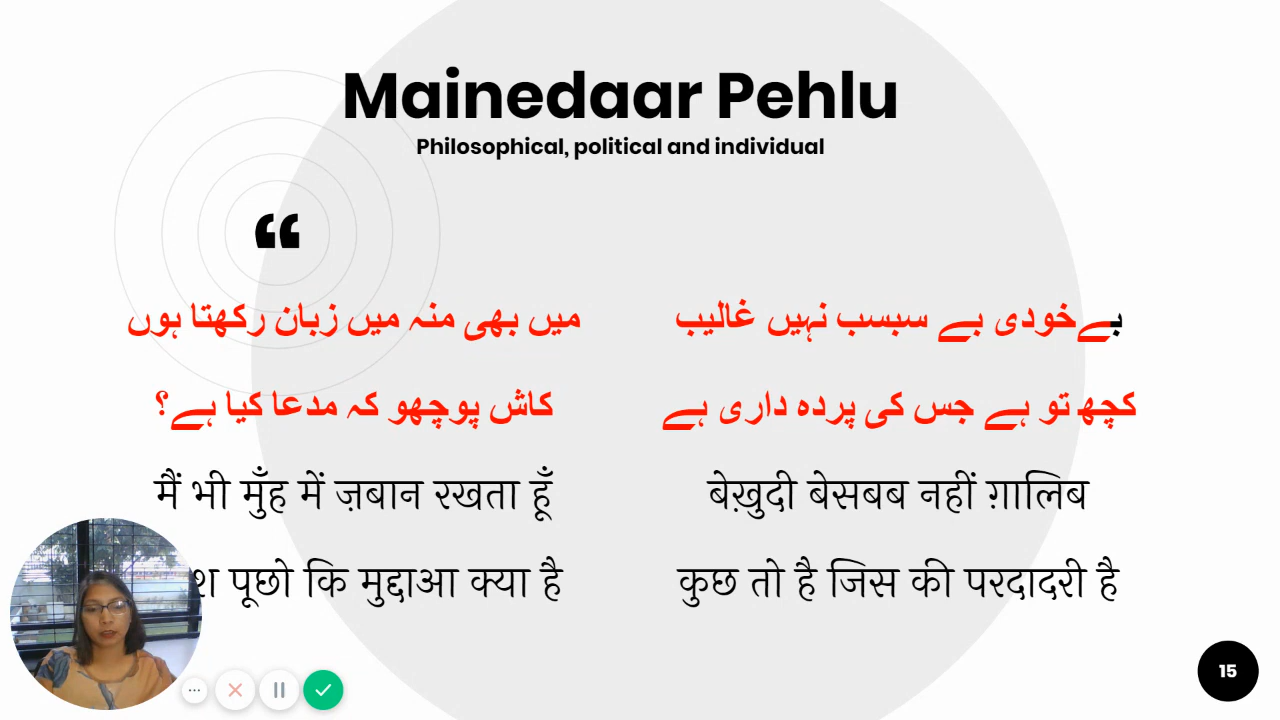 Mainedaar Pehlu
Philosophical, political and individual
“
میں بھی منہ میں زبان رکھتا ہوں
کاش پوچھو کہ مدعا کیا ہے؟
मैं भी मुँह में ज़बान रखता हूँ
पूछो कि मुद्दाआ क्या है
بےخودی بے سبسب نہیں غالیب
کچھ تو ہے جس کی پردہ داری ہے
बेख़ुदी बेसबब नहीं ग़ालिब
कुछ तो है जिस की परदादरी है
15